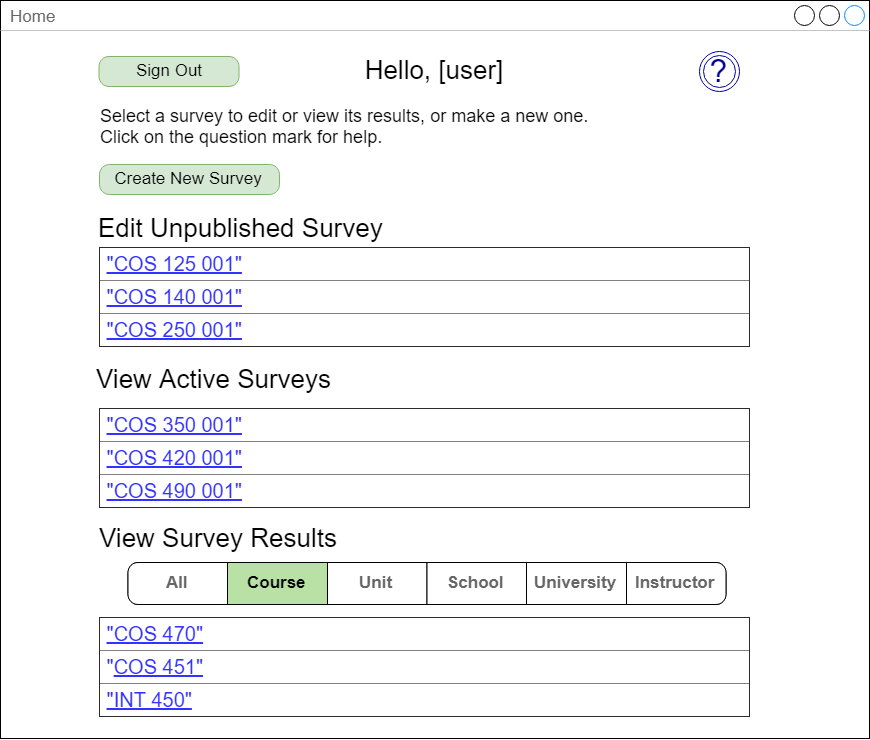 Home
Sign Out
Hello, [user]
?
Select a survey to edit or view its results, or make a new one.
Click on the question mark for help.
Create New Survey
Edit Unpublished Survey
"COS 125 001"
"COS 140 001"
"COS 250 001"
View Active Surveys
"COS 350 001"
"COS 420 001"
"COS 490 001"
View Survey Results
All Course Unit School University Instructor
"COS 470"
"COS 451"
"INT 450"